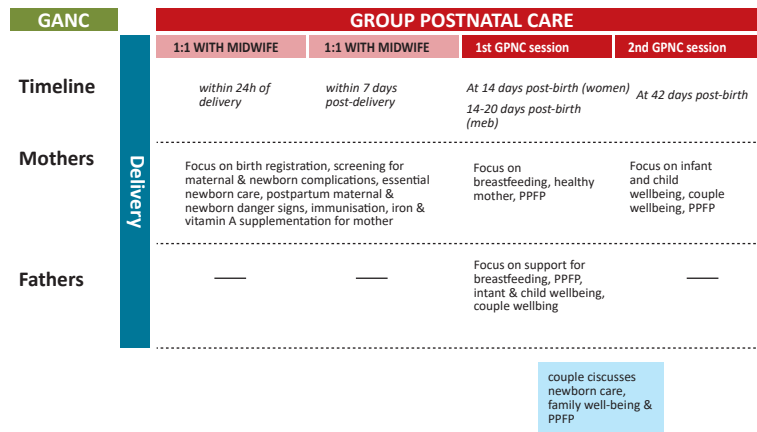 GANC
GROUP POSTNATAL CARE
1:1 WITH MIDWIFE
1:1 WITH MIDWIFE
1st GPNC session
2nd GPNC session
Timeline
within 24h of
delivery
within 7 days
post-delivery
At 14 days post-birth (women)
14-20 days post-birth
(meb)
At 42 days post-birth
Delivery
Mothers
Focus on birth registration, screening for
maternal & newborn complications, essential
newborn care, postpartum maternal &
newborn danger signs, immunisation, iron &
vitamin A supplementation for mother
Focus on
breastfeeding, healthy
mother, PPFP
Focus on infant
and child
wellbeing, couple
wellbeing, PPFP
Fathers
Focus on support for
breastfeeding, PPFP,
intant & child wellbeing,
couple wellbing
couple ciscusses
newborn care,
family well-being &
PPFP